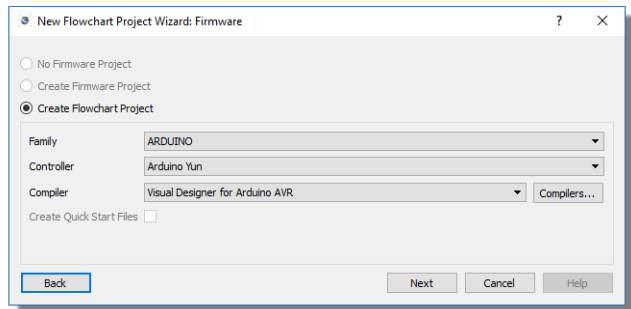 New Flowchart Project Wizard: Firmware ? ×
No Firmware Project
Create Firmware Project
Create Flowchart Project
Family ARDUINO
Controller Arduino Yun
Compiler Visual Designer for Arduino AVR Compilers...
Create Quick Start Files
Back Next Cancel Help